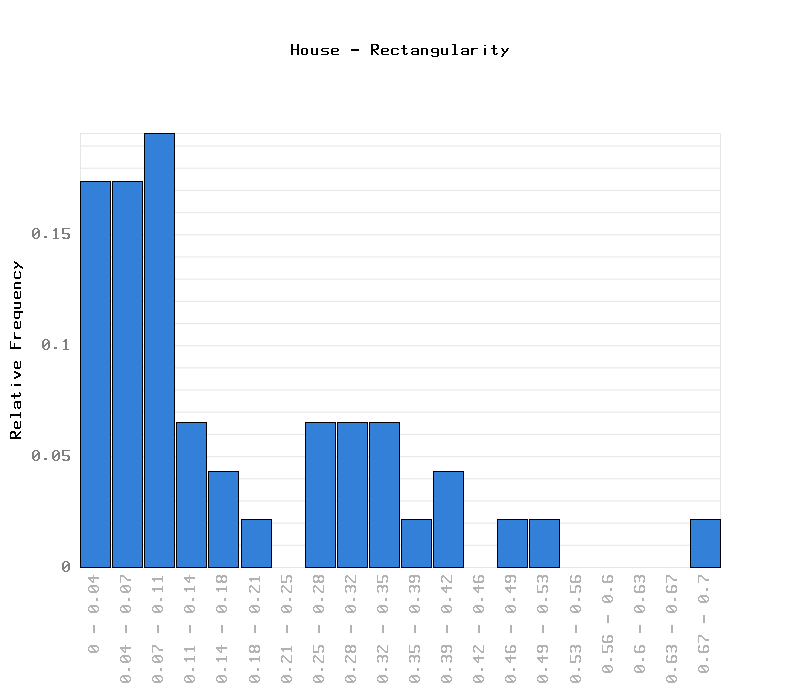 House - Rectangularity
Relative Frequency
0.15
0.1
0.05
0
0 - 0.04
0.04 - 0.07
0.07 - 0.11
0.11 - 0.14
0.14 - 0.18
0.18 - 0.21
0.21 - 0.25
0.25 - 0.28
0.28 - 0.32
0.32 - 0.35
0.35 - 0.39
0.39 - 0.42
0.42 - 0.46
0.46 - 0.49
0.49 - 0.53
0.53 - 0.56
0.56 - 0.6
0.6 - 0.63
0.63 - 0.67
0.67 - 0.7